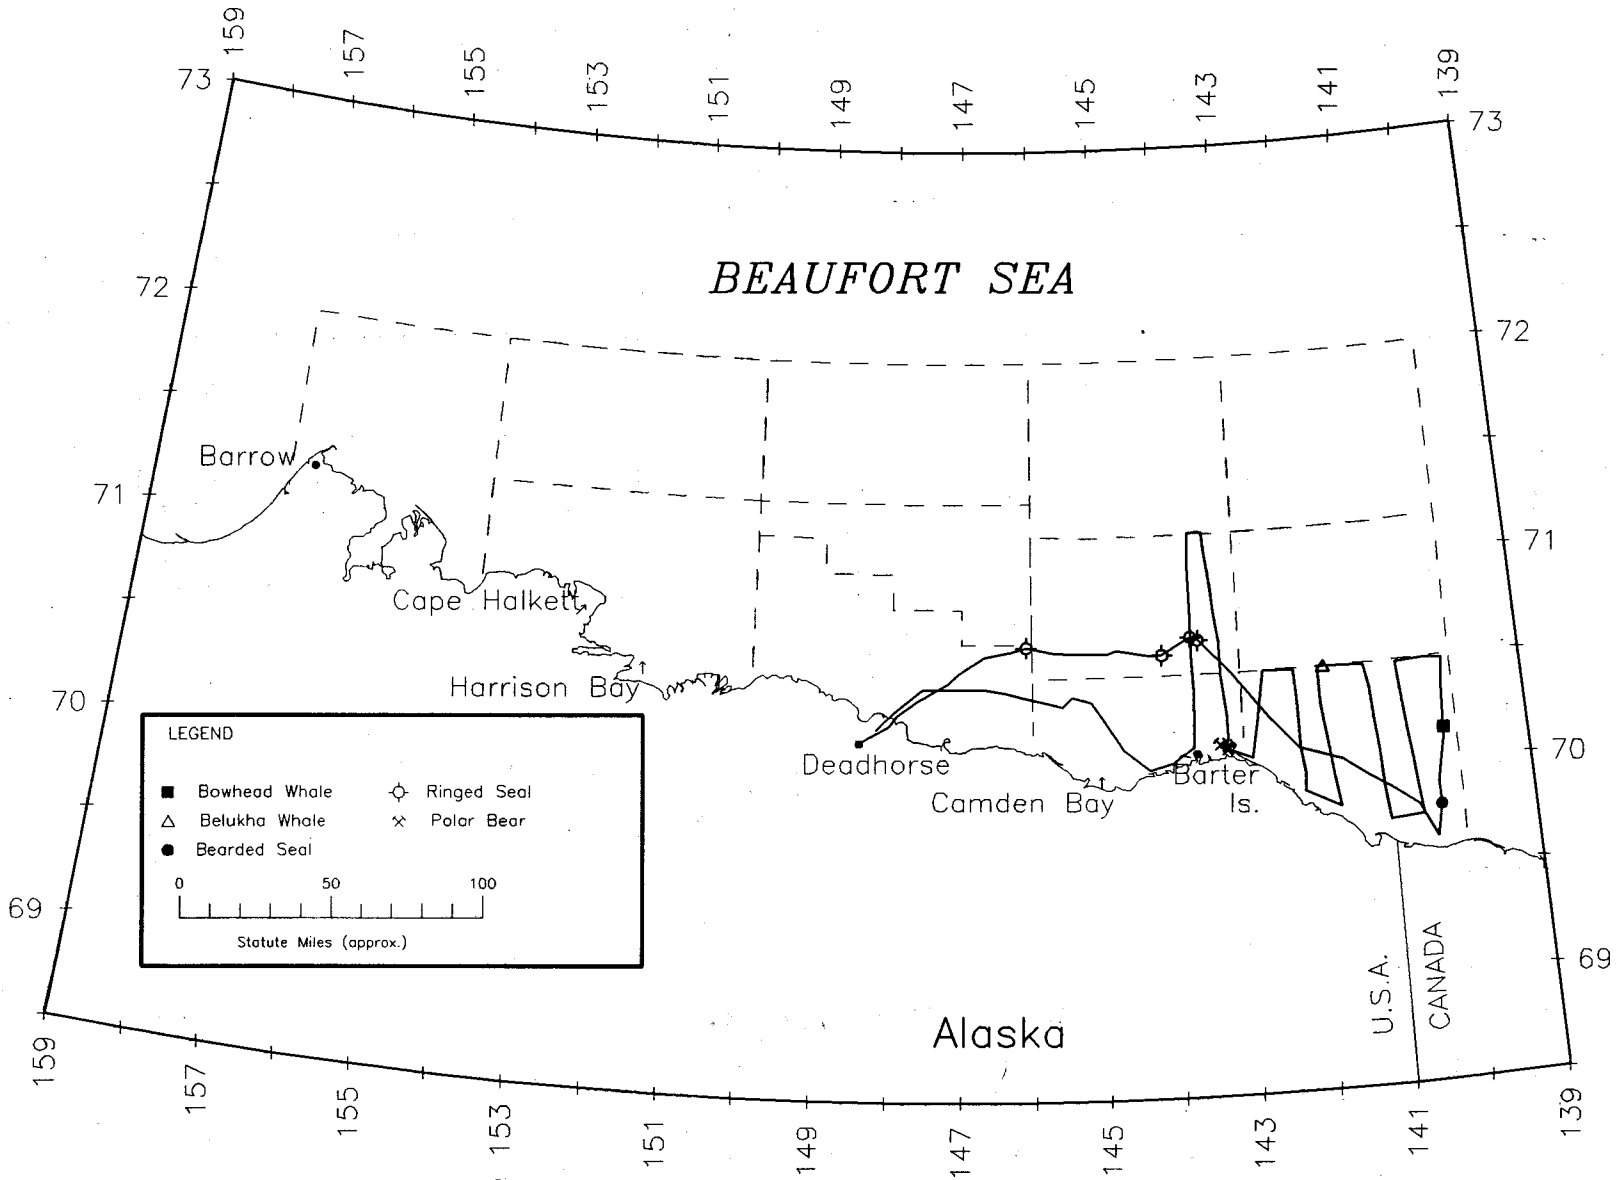 159 157 155 153 151 149 147 145 143 141 139
73 73
BEAUFORT SEA
72 72
Barrow
71 71
Cape Halkett
Harrison Bay
70 70
Deadhorse
Barter
Is.
Camden Bay
LEGEND
Bowhead Whale Ringed Seal
Belukha Whale Polar Bear
Bearded Seal
0 50 100
Statute Miles (approx.)
69 69
U.S.A.
CANADA
Alaska
159 157 155 153 151 149 147 145 143 141 139